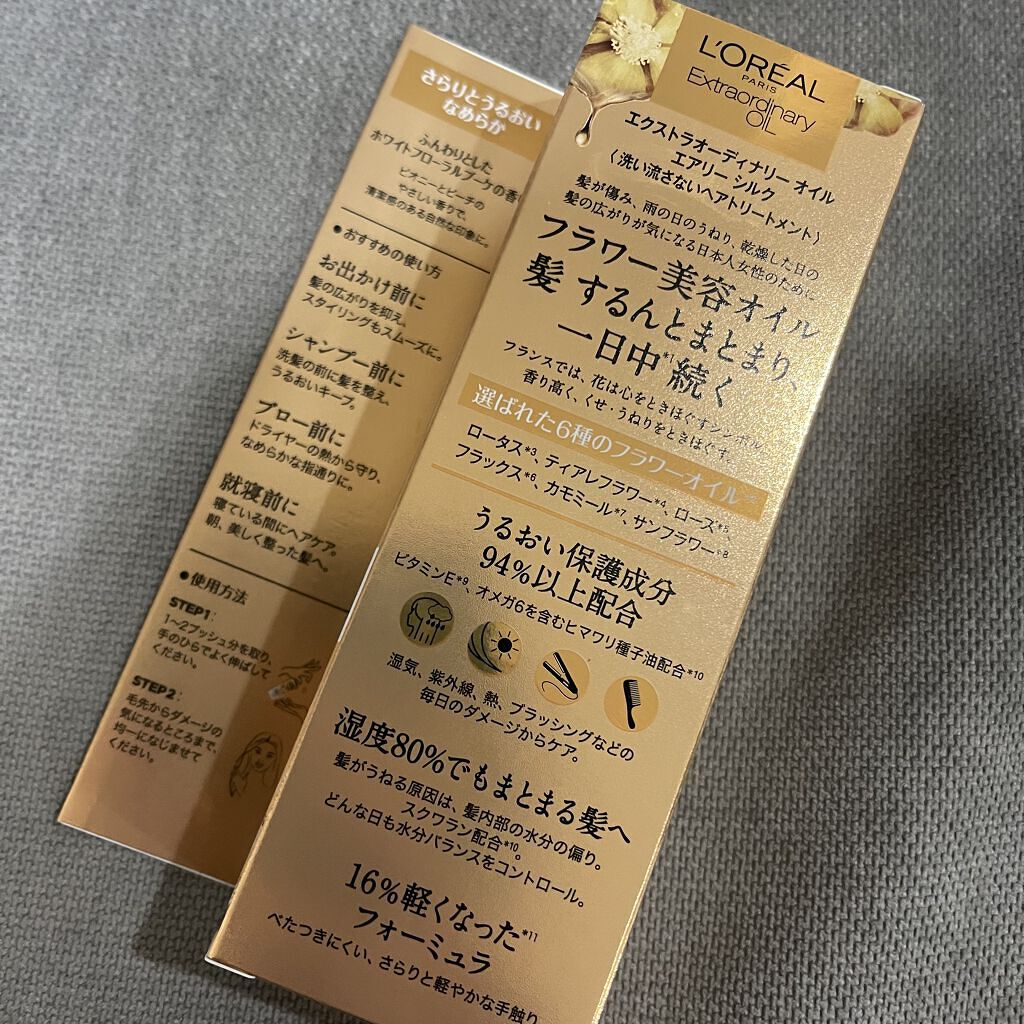 さらりとうるおい
なめらか
ふんわりとした
ホワイトフローラルブーケの香
ピオニーとピーチの
やさしい香りで、
清潔感のある自然な印象に。
●おすすめの使い方
お出かけ前に
髪の広がりを抑え、
スタイリングもスムーズに。
シャンプー前に
洗髪の前に髪を整え、
うるおいキープ。
ブロー前に
ドライヤーの熱から守り、
なめらかな指通りに。
就寝前に
寝ている間にヘアケア。
朝、美しく整った髪へ。
●使用方法
STEP1:
1~2プッシュ分を取り、
手のひらでよく伸ばして
ください。
STEP2:
毛先からダメージの
気になるところまで、
均一になじませて
ください。
L'ORÉAL
PARIS
Extraordinary
OIL
エクストラオーディナリー オイル
エアリー シルク
〈洗い流さないヘアトリートメント〉
髪が傷み、雨の日のうねり、乾燥した日の
髪の広がりが気になる日本人女性のために
フラワー美容オイル
髪 するんとまとまり、
一日中*1続く
フランスでは、花は心をときほぐすシンボル。
香り高く、くせ・うねりをときほぐす。
選ばれた6種のフラワーオイル
ロータス*3、ティアレフラワー*4、ローズ*5、
フラックス*6、カモミール*7、サンフラワー*8
うるおい保護成分
94%以上配合
ビタミンE*9、オメガ6を含むヒマワリ種子油配合*10
湿気、紫外線、熱、ブラッシングなどの
毎日のダメージからケア。
湿度80%でもまとまる髪へ
髪がうねる原因は、髪内部の水分の偏り。
スクワラン配合*10。
どんな日も水分バランスをコントロール。
16%軽くなった*11
フォーミュラ
べたつきにくい、さらりと軽やかな手触り